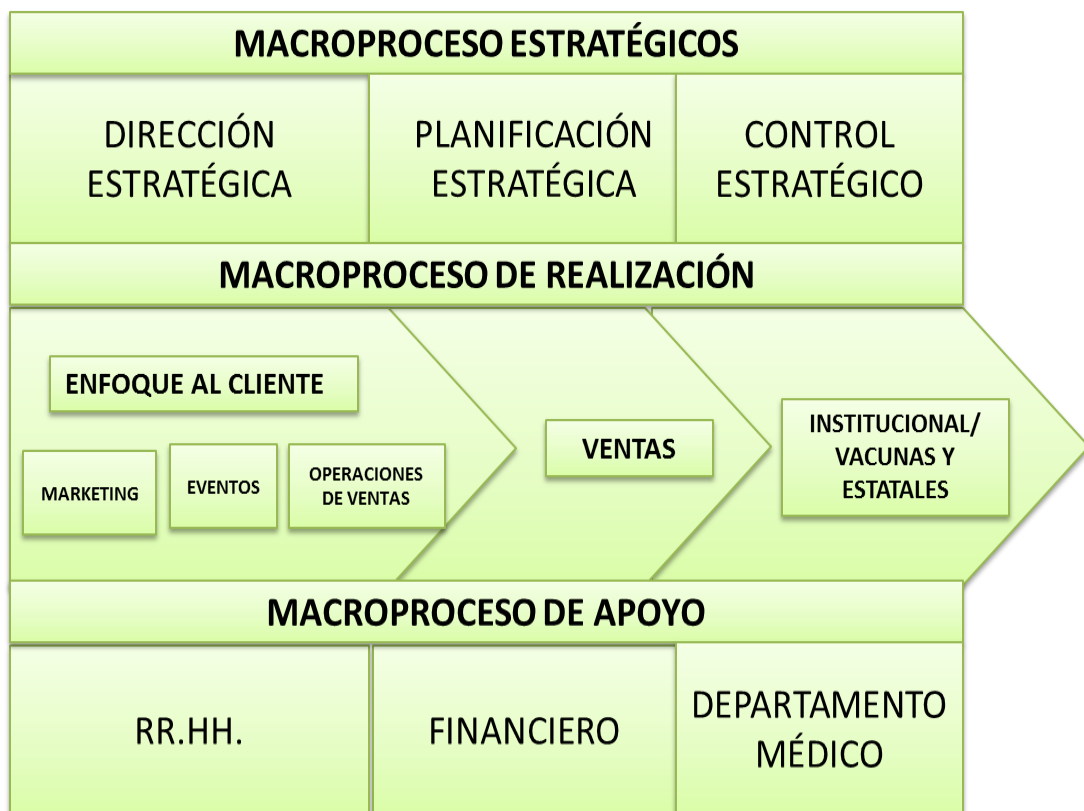 MACROPROCESO ESTRATÉGICOS
DIRECCIÓN
ESTRATÉGICA
PLANIFICACIÓN
ESTRATÉGICA
CONTROL
ESTRATÉGICO
MACROPROCESO DE REALIZACIÓN
ENFOQUE AL CLIENTE
MARKETING
EVENTOS
OPERACIONES
DE VENTAS
VENTAS
INSTITUCIONAL/
VACUNAS Y
ESTATALES
MACROPROCESO DE APOYO
RR.HH.
FINANCIERO
DEPARTAMENTO
MÉDICO